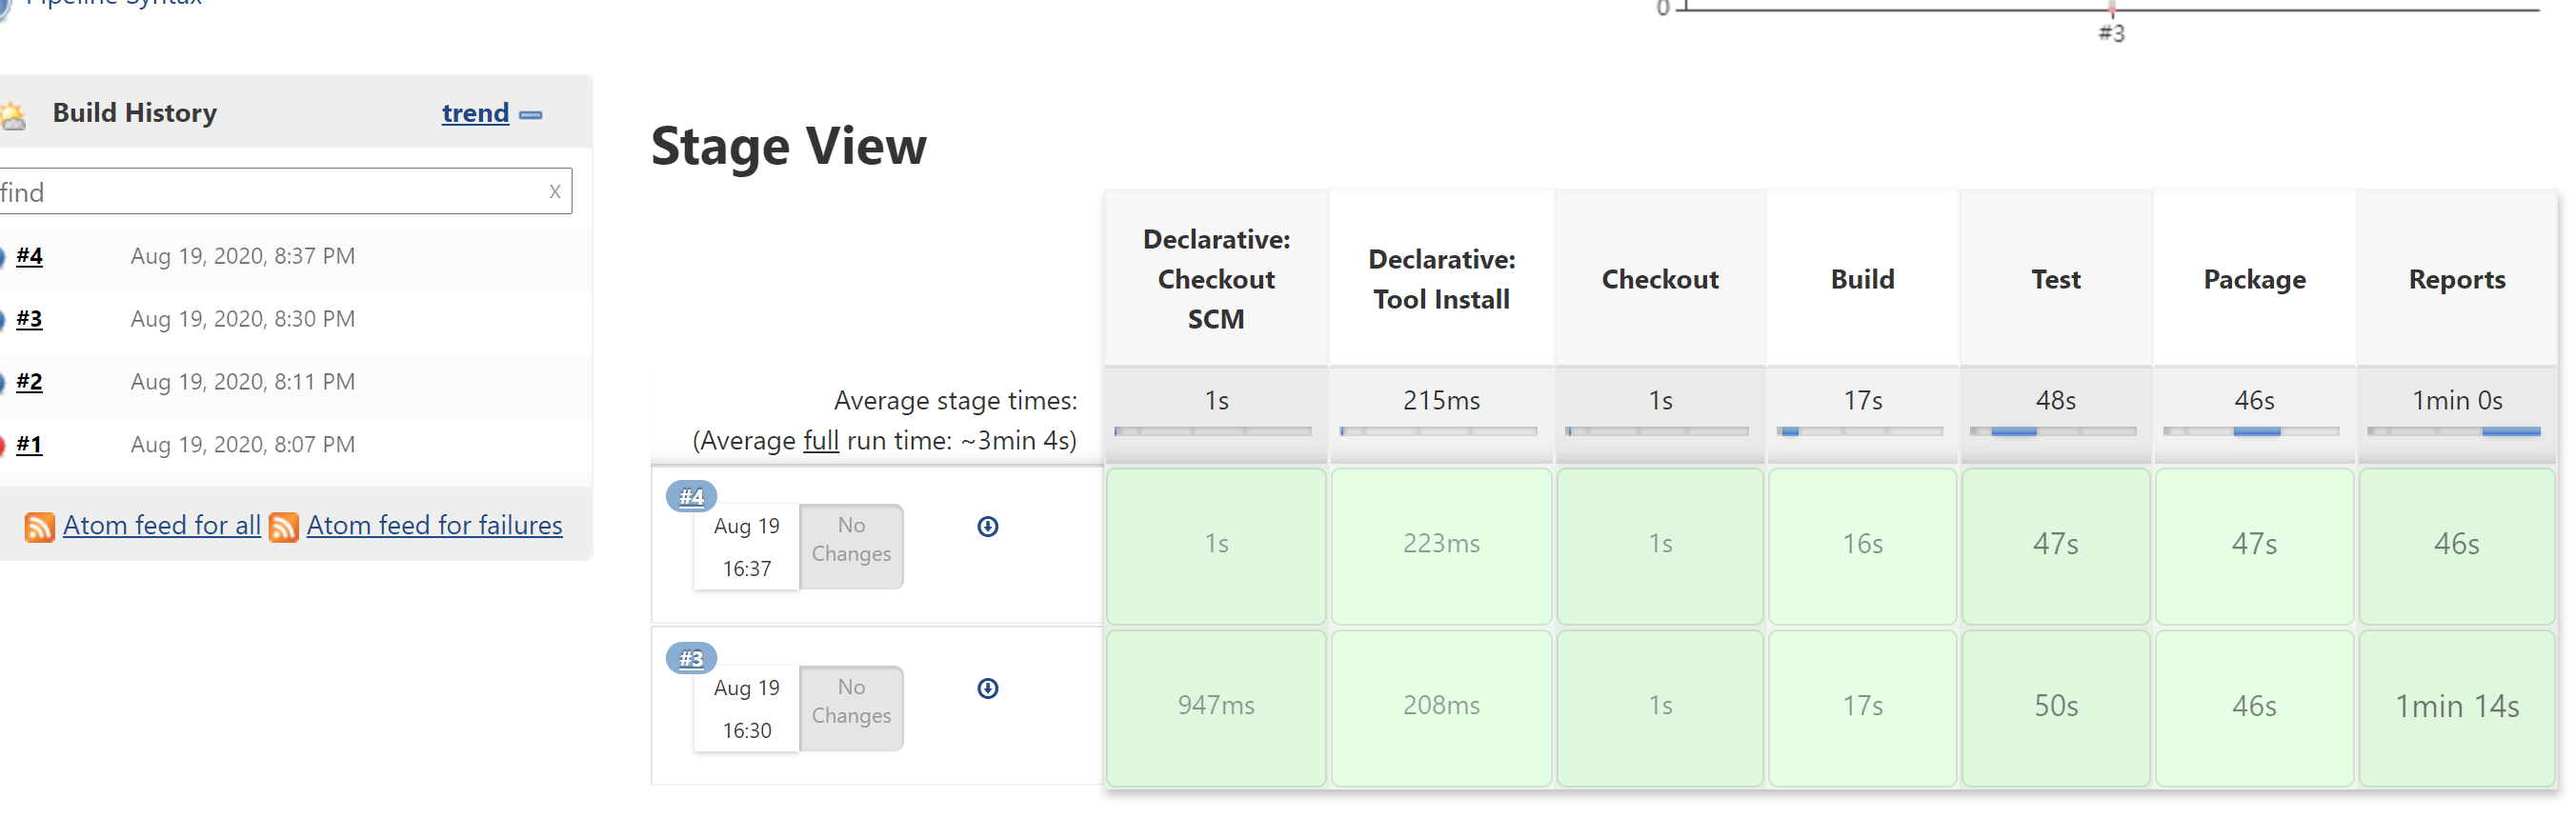 Pipeline Syntax
0
#3
Build History
trend
find
X
#4 Aug 19, 2020, 8:37 PM
#3 Aug 19, 2020, 8:30 PM
#2 Aug 19, 2020, 8:11 PM
#1 Aug 19, 2020, 8:07 PM
Atom feed for all Atom feed for failures
Stage View
Declarative:
Checkout
SCM
Declarative:
Tool Install
Checkout
Build
Test
Package
Reports
Average stage times:
(Average full run time: ~3min 4s)
1s 215ms 1s 17s 48s 46s 1min 0s
#4
Aug 19
16:37
No
Changes
1s 223ms 1s 16s 47s 47s 46s
#3
Aug 19
16:30
No
Changes
947ms 208ms 1s 17s 50s 46s 1min 14s